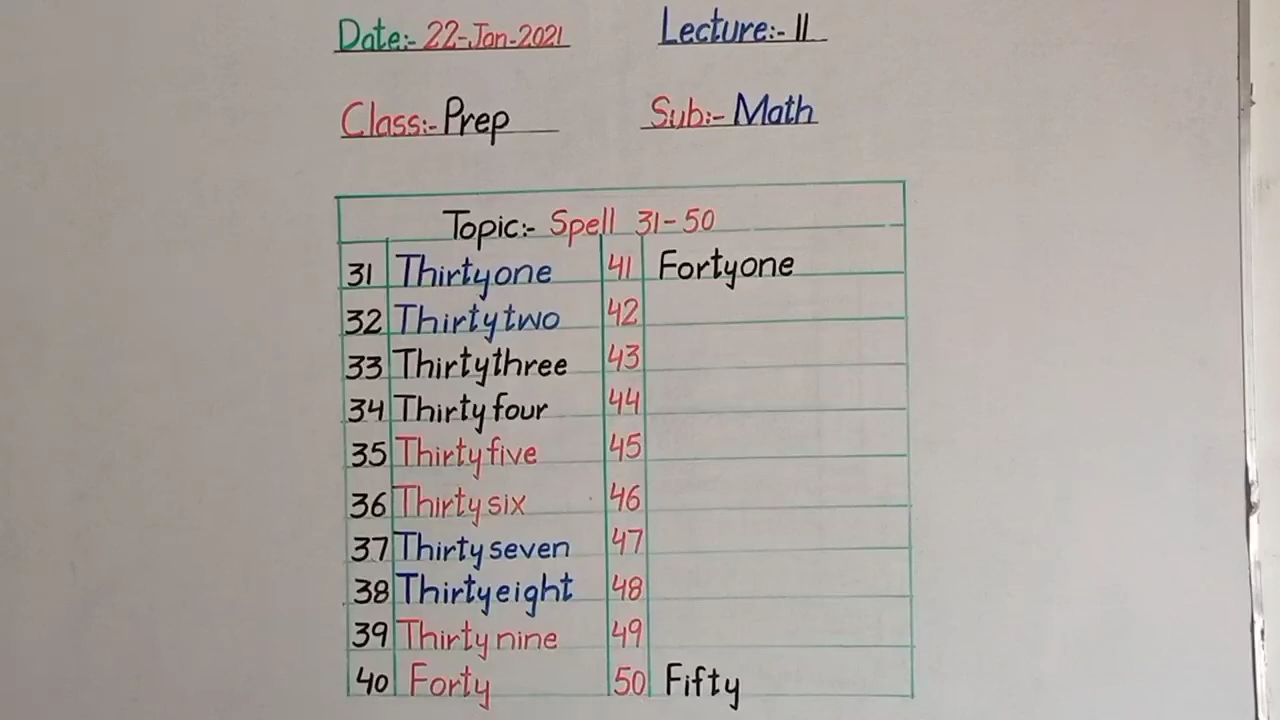 Date:- 22-Jan-2021 Lecture:- 11
Class:- Prep Sub:- Math
Topic:- Spell 31-50
31 Thirtyone 41 Fortyone
32 Thirtytwo 42
33 Thirtythree 43
34 Thirty four 44
35 Thirty five 45
36 Thirty six 46
37 Thirty seven 47
38 Thirtyeight 48
39 Thirty nine 49
40 Forty 50 Fifty